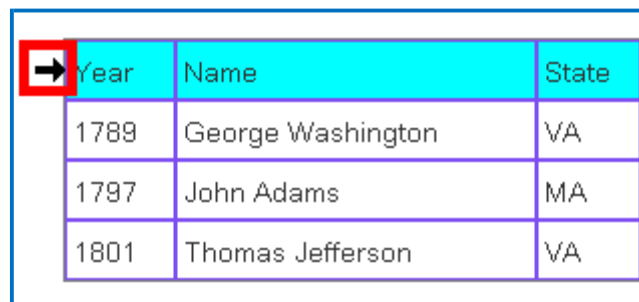 Year Name State
1789 George Washington VA
1797 John Adams MA
1801 Thomas Jefferson VA